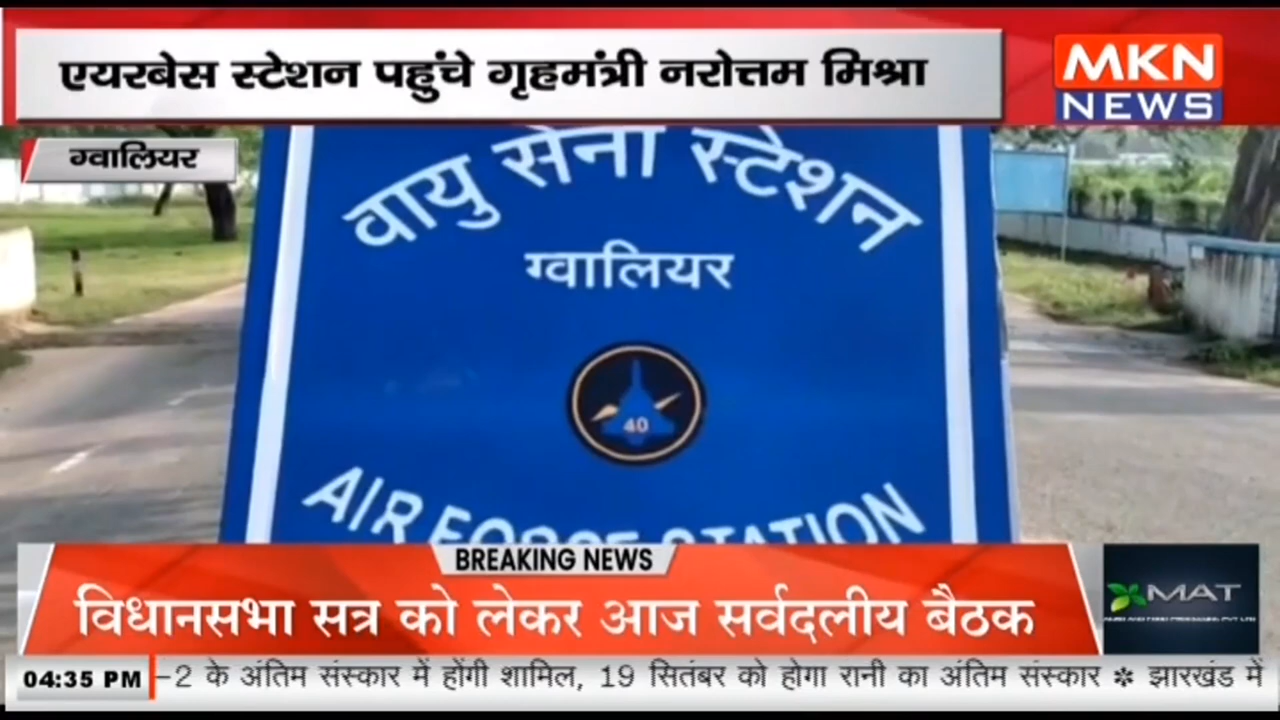 एयरबेस स्टेशन पहुंचे गृहमंत्री नरोत्तम मिश्रा
MKN
NEWS
ग्वालियर
वायु सेना स्टेशन
ग्वालियर
40
AIR FORCE STATION
BREAKING NEWS
विधानसभा सत्र को लेकर आज सर्वदलीय बैठक
MAT
04:35 PM
-2 के अंतिम संस्कार में होंगी शामिल, 19 सितंबर को होगा रानी का अंतिम संस्कार * झारखंड में